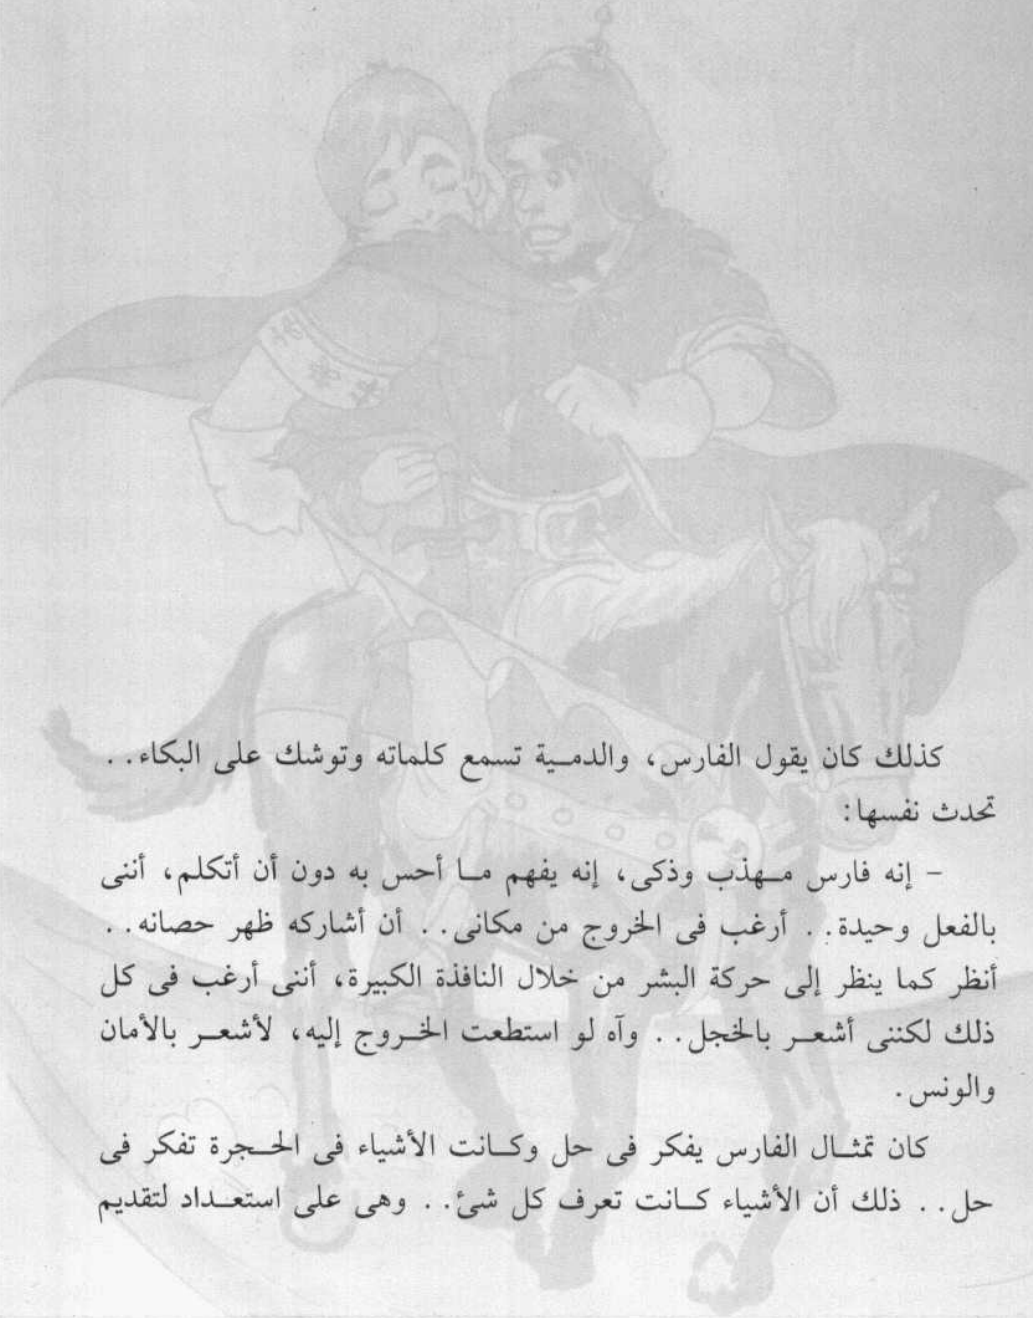 كذلك كان يقول الفارس، والدمية تسمع كلماته وتوشك على البكاء..
تحدث نفسها:
- إنه فارس مهذب وذكى، إنه يفهم ما أحس به دون أن أتكلم، أننى
بالفعل وحيدة.. أرغب فى الخروج من مكانى.. أن أشاركه ظهر حصانه..
أنظر كما ينظر إلى حركة البشر من خلال النافذة الكبيرة، أننى أرغب فى كل
ذلك لكننى أشعر بالخجل.. وآه لو استطعت الخروج إليه، لأشعر بالأمان
والونس.
كان تمثال الفارس يفكر فى حل وكانت الأشياء فى الحجرة تفكر فى
حل.. ذلك أن الأشياء كانت تعرف كل شئ.. وهى على استعداد لتقديم